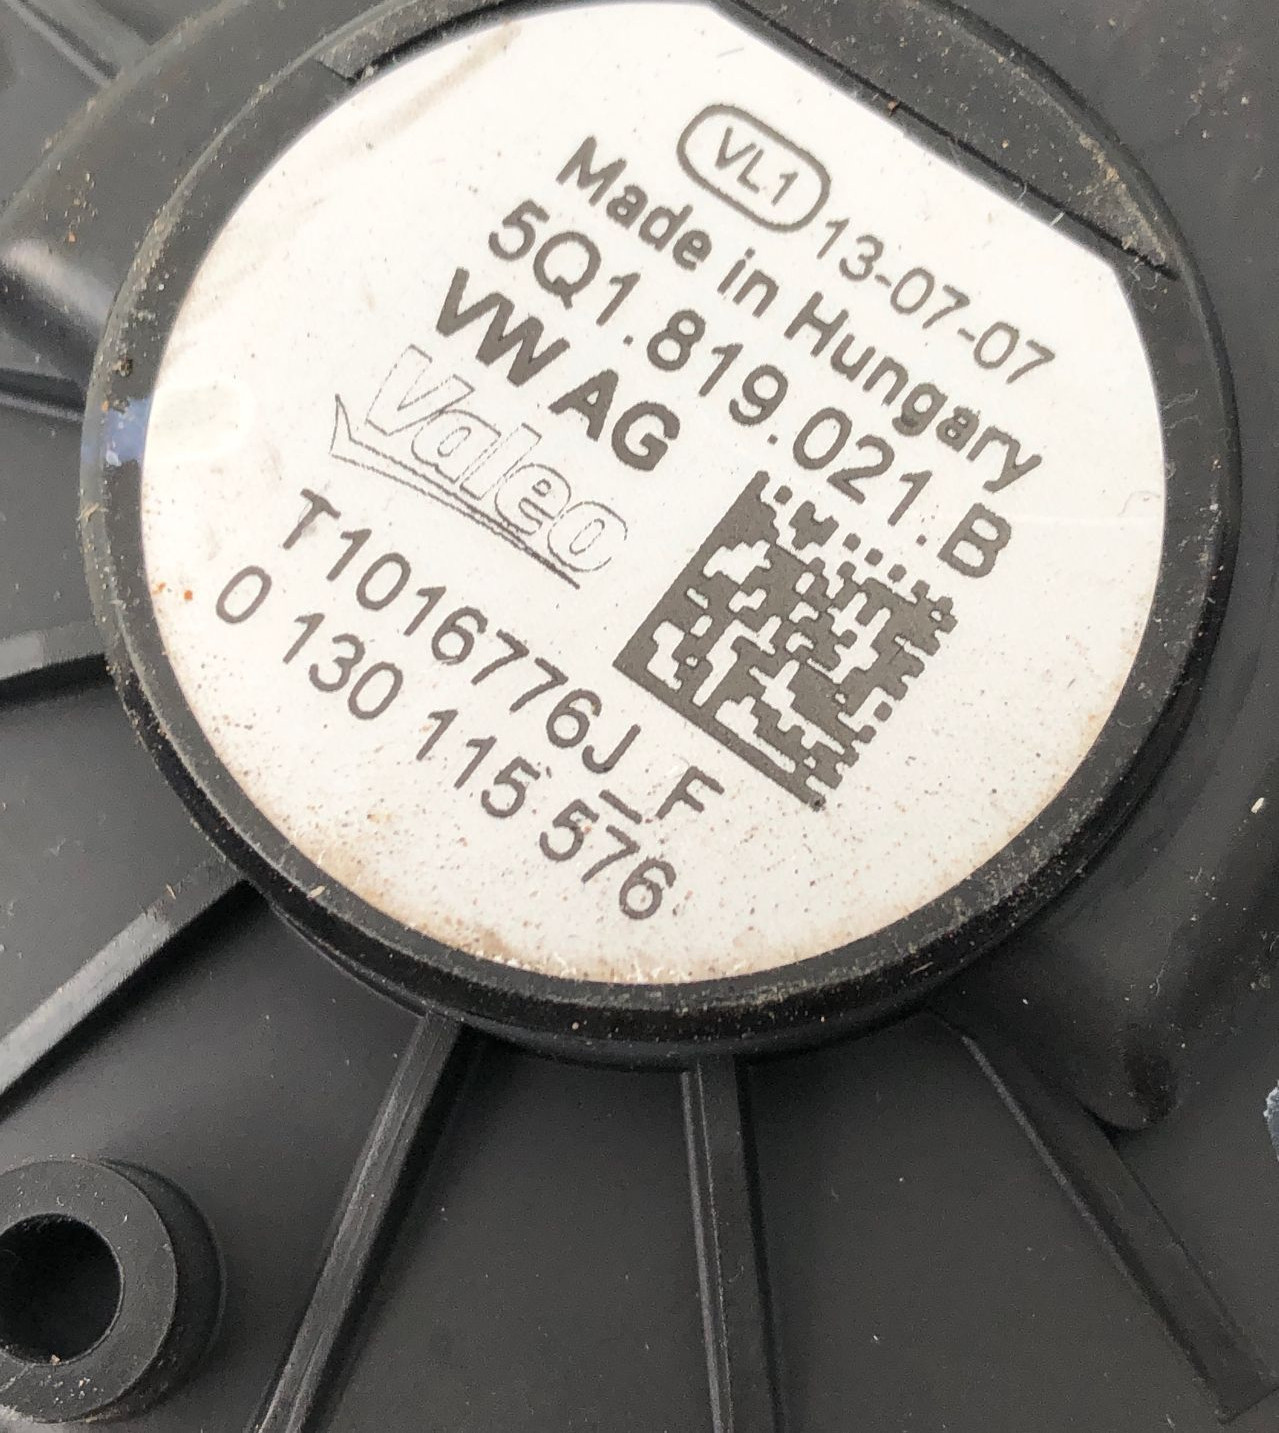 VL1 13-07-07
Made in Hungary
5Q1.819.021.B
VW AG
Valeo
T1016776J_F
0 130 115 576